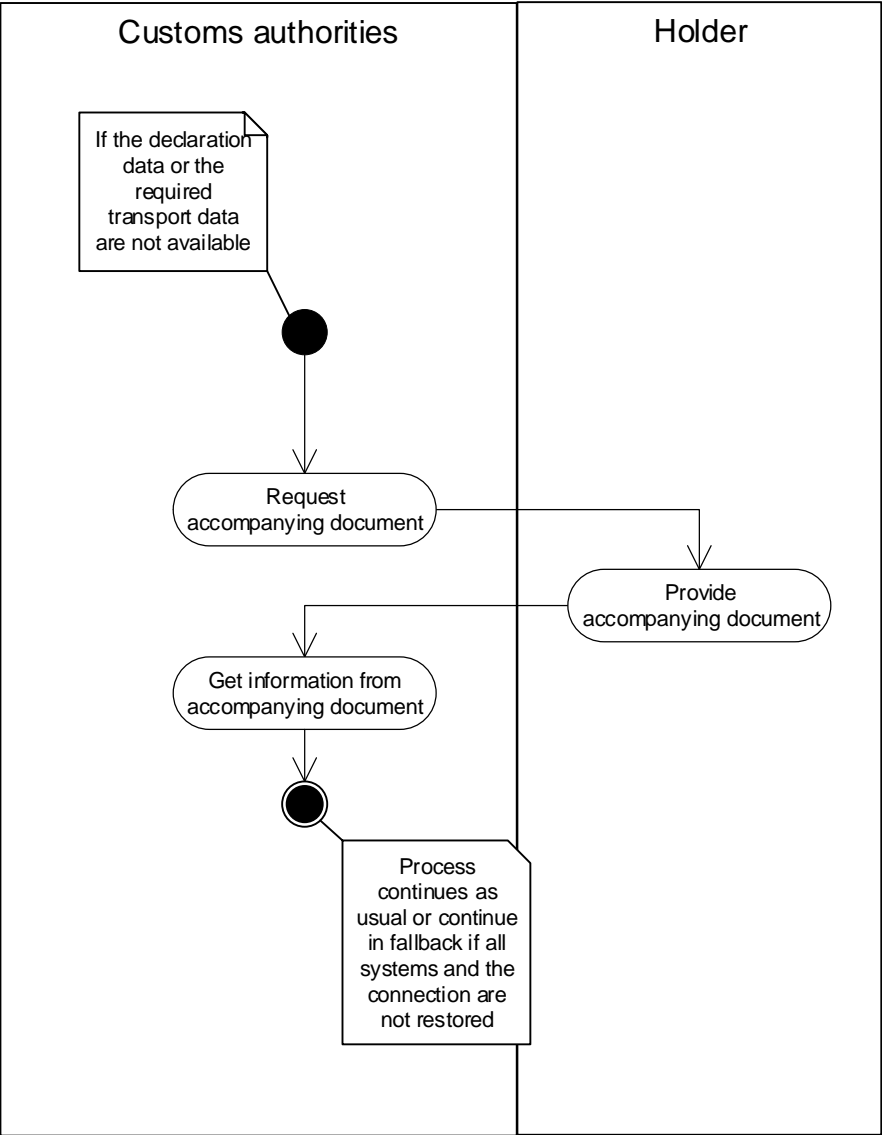 Customs authorities
Holder
If the declaration
data or the
required
transport data
are not available
Request
accompanying document
Provide
accompanying document
Get information from
accompanying document
Process
continues as
usual or continue
in fallback if all
systems and the
connection are
not restored